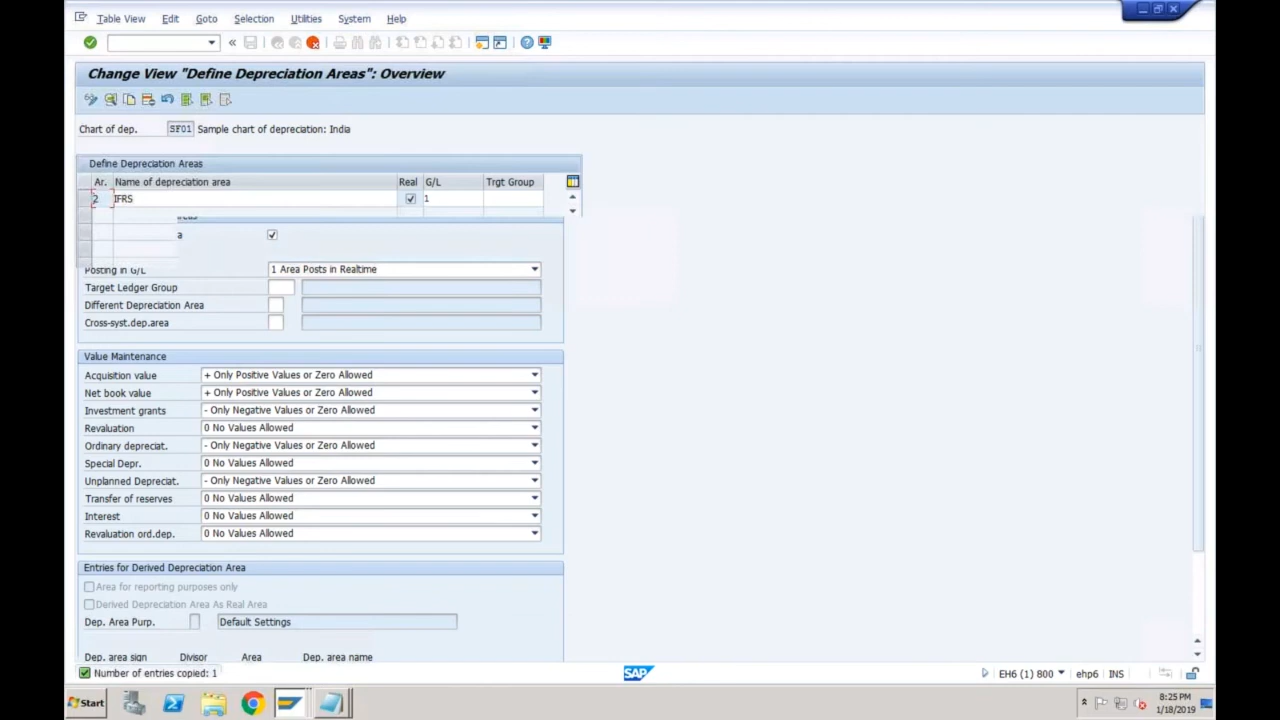 Table View Edit Goto Selection Utilities System Help
Change View "Define Depreciation Areas": Overview
Chart of dep. SF01 Sample chart of depreciation: India
Define Depreciation Areas
Ar. Name of depreciation area Real G/L Trgt Group
2 IFRS 1
a
Posting in G/L 1 Area Posts in Realtime
Target Ledger Group
Different Depreciation Area
Cross-syst.dep.area
Value Maintenance
Acquisition value + Only Positive Values or Zero Allowed
Net book value + Only Positive Values or Zero Allowed
Investment grants - Only Negative Values or Zero Allowed
Revaluation 0 No Values Allowed
Ordinary depreciat. - Only Negative Values or Zero Allowed
Special Depr. 0 No Values Allowed
Unplanned Depreciat. - Only Negative Values or Zero Allowed
Transfer of reserves 0 No Values Allowed
Interest 0 No Values Allowed
Revaluation ord.dep. 0 No Values Allowed
Entries for Derived Depreciation Area
Area for reporting purposes only
Derived Depreciation Area As Real Area
Dep. Area Purp. Default Settings
Dep. area sign Divisor Area Dep. area name
Number of entries copied: 1 SAP EH6 (1) 800 ehp6 INS
Start 8:25 PM
1/18/2019